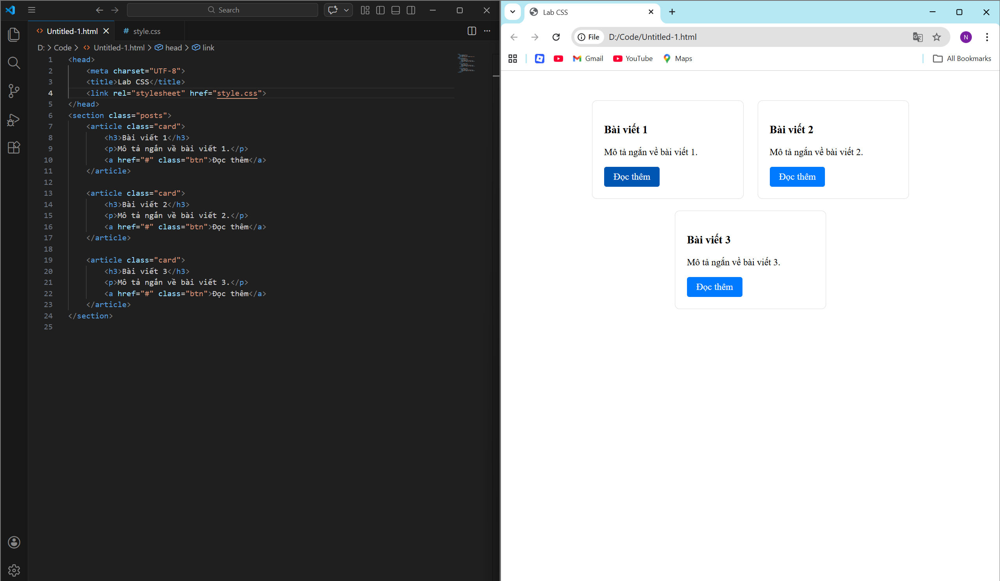 Search
Untitled-1.html
# style.css
D: > Code > <> Untitled-1.html > head > link
1 <head>
2 <meta charset="UTF-8">
3 <title>Lab CSS</title>
4 <link rel="stylesheet" href="style.css">
5 </head>
6 <section class="posts">
7 <article class="card">
8 <h3>Bài viết 1</h3>
9 <p>Mô tả ngắn về bài viết 1.</p>
10 <a href="#" class="btn">Đọc thêm</a>
11 </article>
12
13 <article class="card">
14 <h3>Bài viết 2</h3>
15 <p>Mô tả ngắn về bài viết 2.</p>
16 <a href="#" class="btn">Đọc thêm</a>
17 </article>
18
19 <article class="card">
20 <h3>Bài viết 3</h3>
21 <p>Mô tả ngắn về bài viết 3.</p>
22 <a href="#" class="btn">Đọc thêm</a>
23 </article>
24 </section>
25
Lab CSS
File D:/Code/Untitled-1.html N
Gmail YouTube Maps All Bookmarks
Bài viết 1
Mô tả ngắn về bài viết 1.
Đọc thêm
Bài viết 2
Mô tả ngắn về bài viết 2.
Đọc thêm
Bài viết 3
Mô tả ngắn về bài viết 3.
Đọc thêm